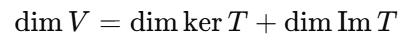 dim V = dim ker T + dim Im T